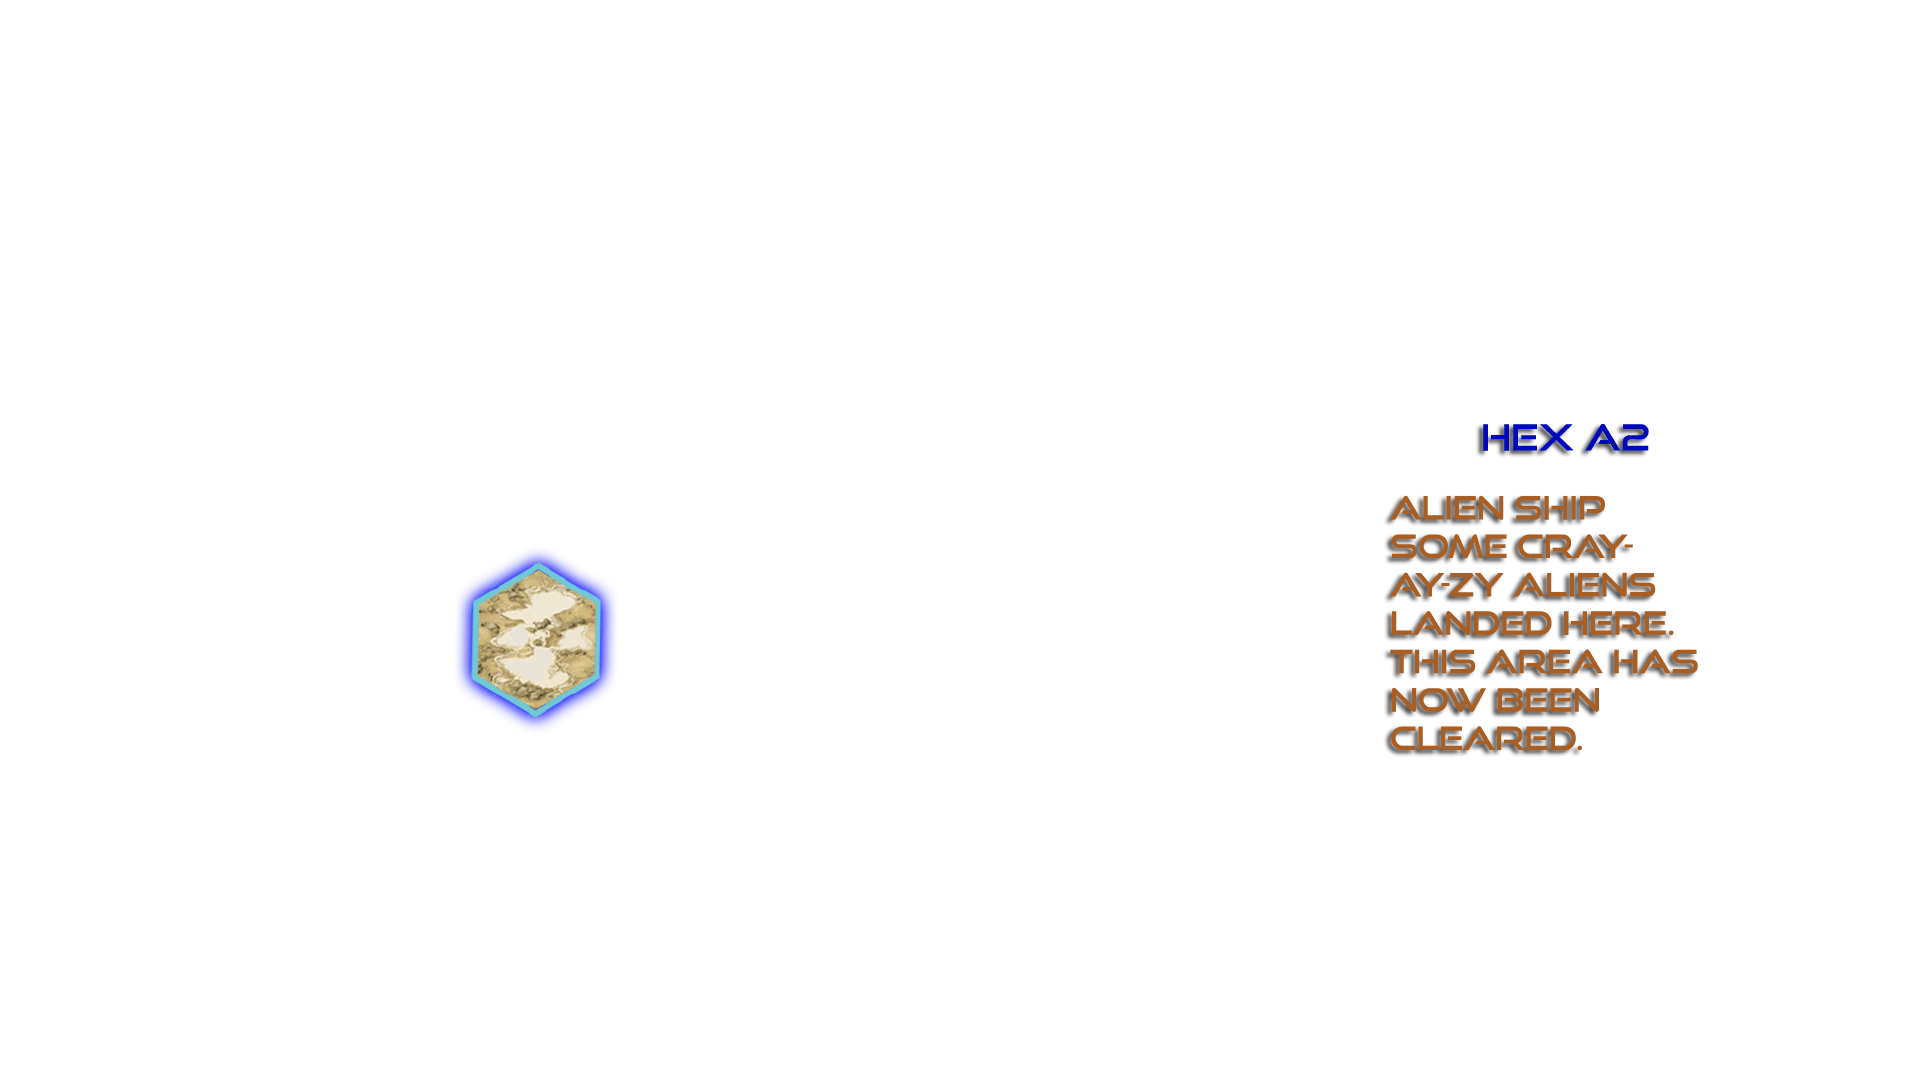 HEX A2
ALIEN SHIP
SOME CRAY-
AY-ZY ALIENS
LANDED HERE.
THIS AREA HAS
NOW BEEN
CLEARED.